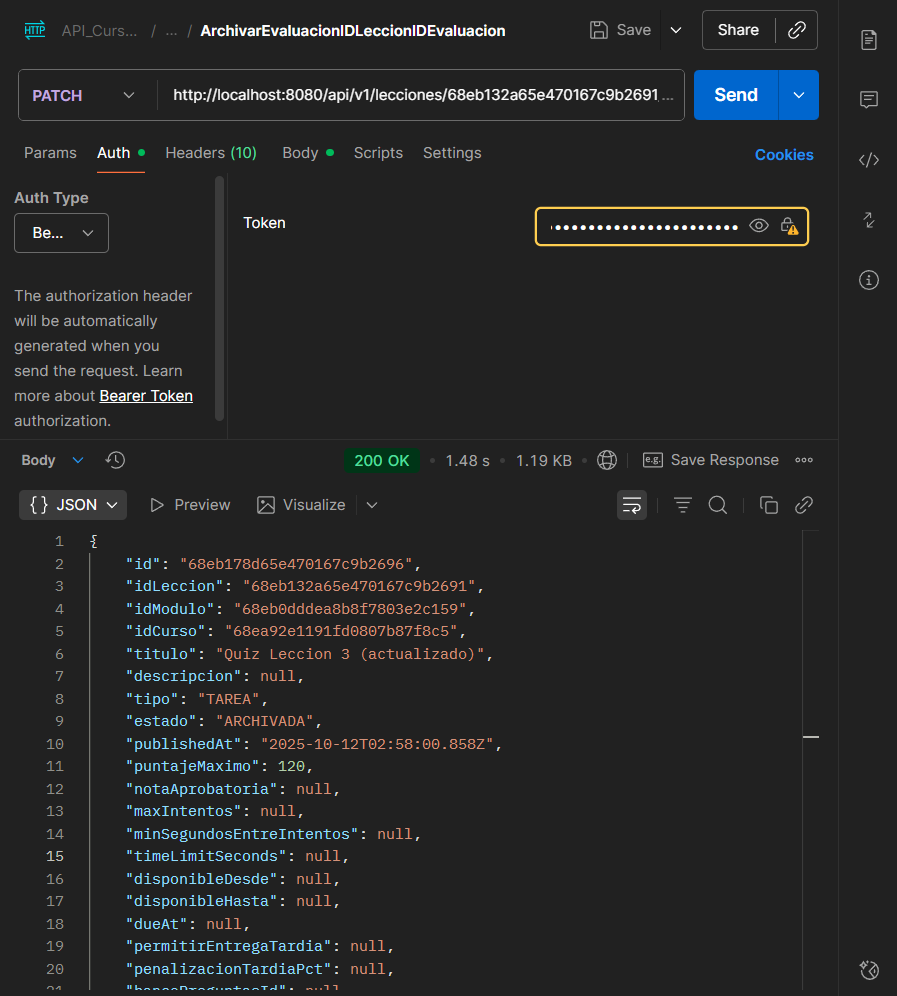 HTTP API_Curs... / ... / ArchivarEvaluacionIDLeccionIDEvaluacion Save Share
PATCH http://localhost:8080/api/v1/lecciones/68eb132a65e470167c9b2691 ... Send
Params Auth Headers (10) Body Scripts Settings Cookies
Auth Type
Be...
Token
The authorization header
will be automatically
generated when you
send the request. Learn
more about Bearer Token
authorization.
Body 200 OK 1.48 s 1.19 KB e.g. Save Response
{} JSON Preview Visualize
1 {
2 "id": "68eb178d65e470167c9b2696",
3 "idLeccion": "68eb132a65e470167c9b2691",
4 "idModulo": "68eb0dddea8b8f7803e2c159",
5 "idCurso": "68ea92e1191fd0807b87f8c5",
6 "titulo": "Quiz Leccion 3 (actualizado)",
7 "descripcion": null,
8 "tipo": "TAREA",
9 "estado": "ARCHIVADA",
10 "publishedAt": "2025-10-12T02:58:00.858Z",
11 "puntajeMaximo": 120,
12 "notaAprobatoria": null,
13 "maxIntentos": null,
14 "minSegundosEntreIntentos": null,
15 "timeLimitSeconds": null,
16 "disponibleDesde": null,
17 "disponibleHasta": null,
18 "dueAt": null,
19 "permitirEntregaTardia": null,
20 "penalizacionTardiaPct": null,